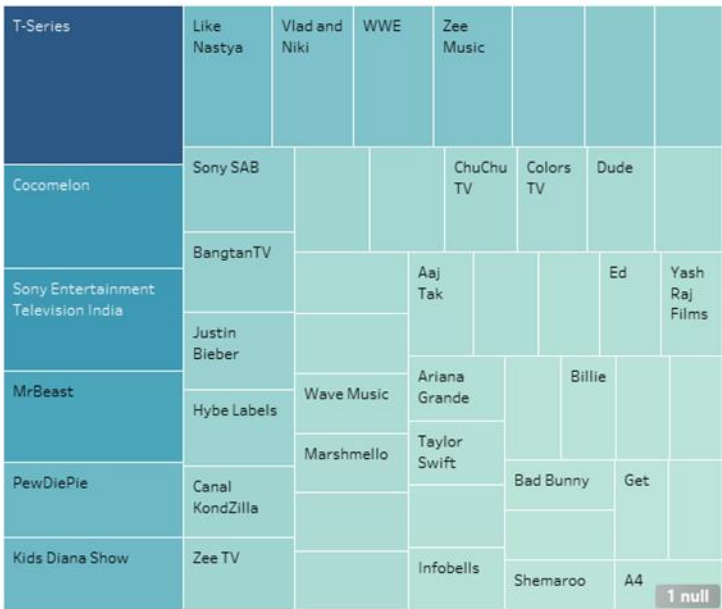 T-Series
Like
Nastya
Vlad and
Niki
WWE
Zee
Music
Cocomelon
Sony SAB
ChuChu
TV
Colors
TV
Dude
BangtanTV
Sony Entertainment
Television India
Aaj
Tak
Ed
Yash
Raj
Films
Justin
Bieber
MrBeast
Hybe Labels
Wave Music
Ariana
Grande
Billie
Marshmello
Taylor
Swift
PewDiePie
Canal
KondZilla
Bad Bunny
Get
Kids Diana Show
Zee TV
Infobells
Shemaroo
A4
1 null